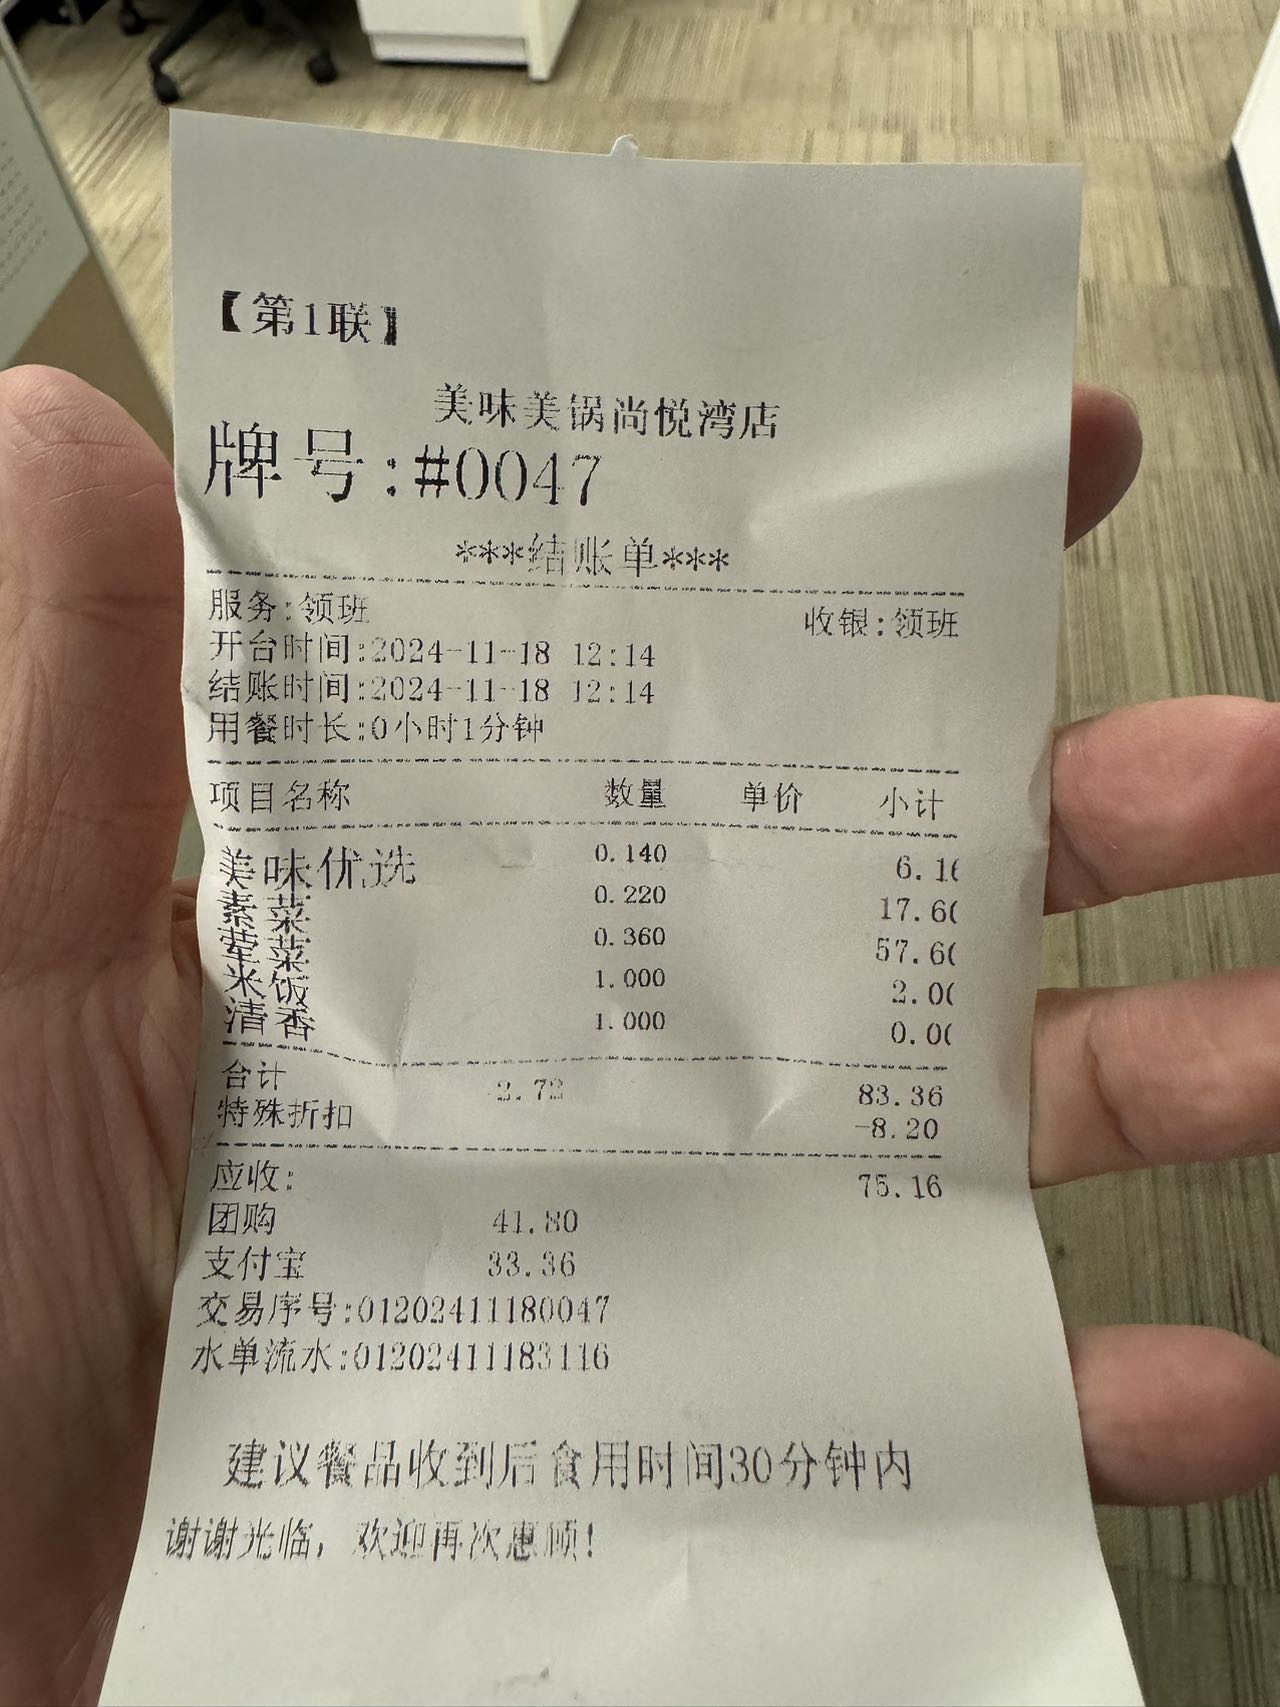 【第1联】
美味美锅尚悦湾店
牌号:#0047
***结账单***
服务:领班 收银:领班
开台时间:2024-11-18 12:14
结账时间:2024-11-18 12:14
用餐时长:0小时1分钟
项目名称 数量 单价 小计
美味优选 0.140 6.16
素菜 0.220 17.60
荤菜 0.360 57.60
米饭 1.000 2.00
清香 1.000 0.00
合计 2.72 83.36
特殊折扣 -8.20
应收: 75.16
团购 41.80
支付宝 33.36
交易序号:01202411180047
水单流水:01202411183116
建议餐品收到后食用时间30分钟内
谢谢光临，欢迎再次惠顾!